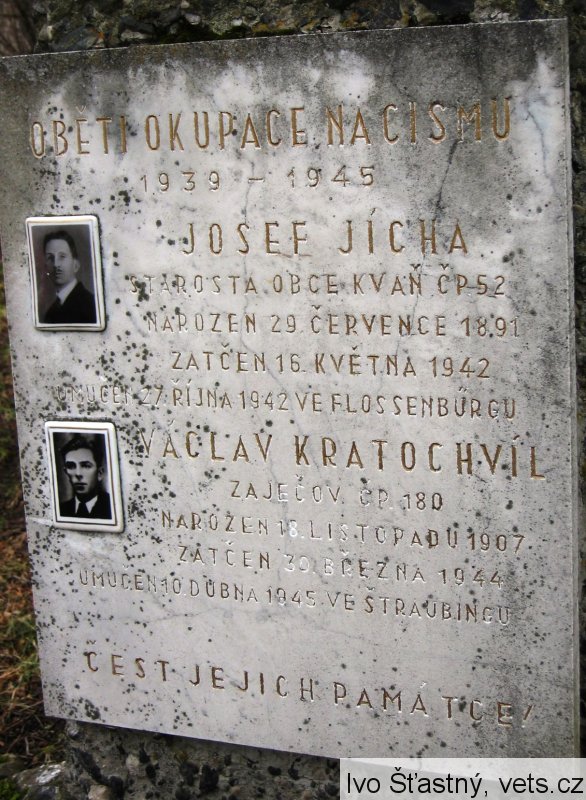 OBĚTI OKUPACE NACISMU
1939 - 1945
JOSEF JÍCHA
STAROSTA OBCE KVAŇ ČP. 52
NAROZEN 29. ČERVENCE 1891
ZATČEN 16. KVĚTNA 1942
UMUČEN 27. ŘÍJNA 1942 VE FLOSSENBÜRGU
VÁCLAV KRATOCHVÍL
ZAJEČOV. ČP. 180
NAROZEN 18. LISTOPADU 1907
ZATČEN 30. BŘEZNA 1944
UMUČEN 10. DUBNA 1945. VE ŠTRAUBINGU
ČEST JEJICH PAMÁTCE!
Ivo Šťastný, vets.cz